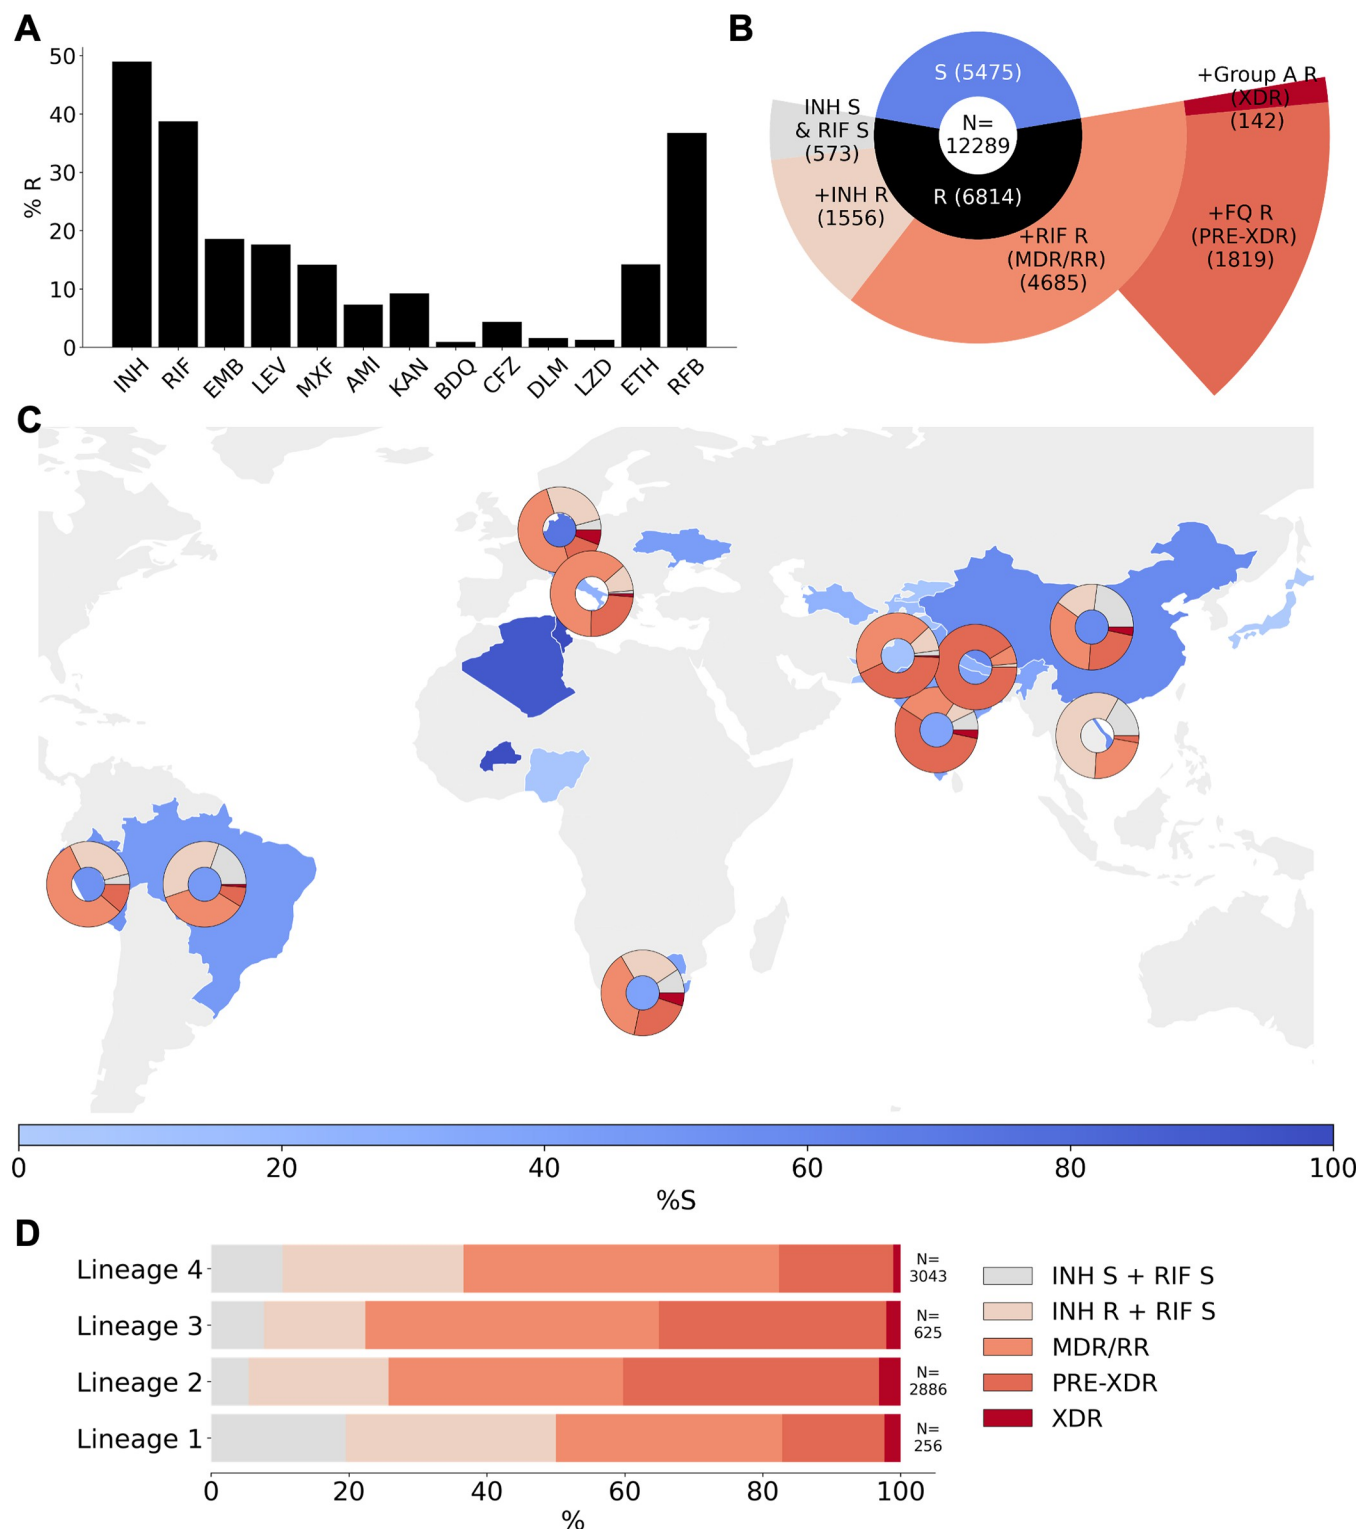 A
50
40
30
20
10
0
% R
INH
RIF
EMB
LEV
MXF
AMI
KAN
BDQ
CFZ
DLM
LZD
ETH
RFB
B
S (5475)
N=
12289
R (6814)
INH S
& RIF S
(573)
+INH R
(1556)
+RIF R
(MDR/RR)
(4685)
+Group A R
(XDR)
(142)
+FQ R
(PRE-XDR)
(1819)
C
0
20
40
60
80
100
%S
D
Lineage 4
N=
3043
Lineage 3
N=
625
Lineage 2
N=
2886
Lineage 1
N=
256
0
20
40
60
80
100
%
INH S + RIF S
INH R + RIF S
MDR/RR
PRE-XDR
XDR